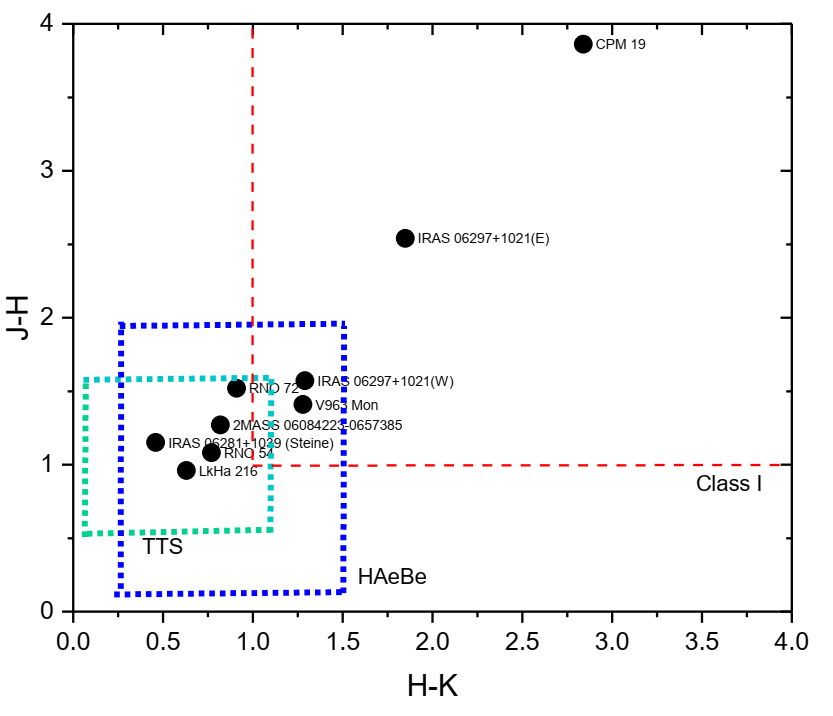 4
CPM 19
3
IRAS 06297+1021(E)
J-H
2
IRAS 06297+1021(W)
RNO 72
V963 Mon
2MASS 06084223-0657385
IRAS 06281+1039 (Steine)
RNO 54
1
LkHa 216
Class I
TTS
HAeBe
0
0.0 0.5 1.0 1.5 2.0 2.5 3.0 3.5 4.0
H-K